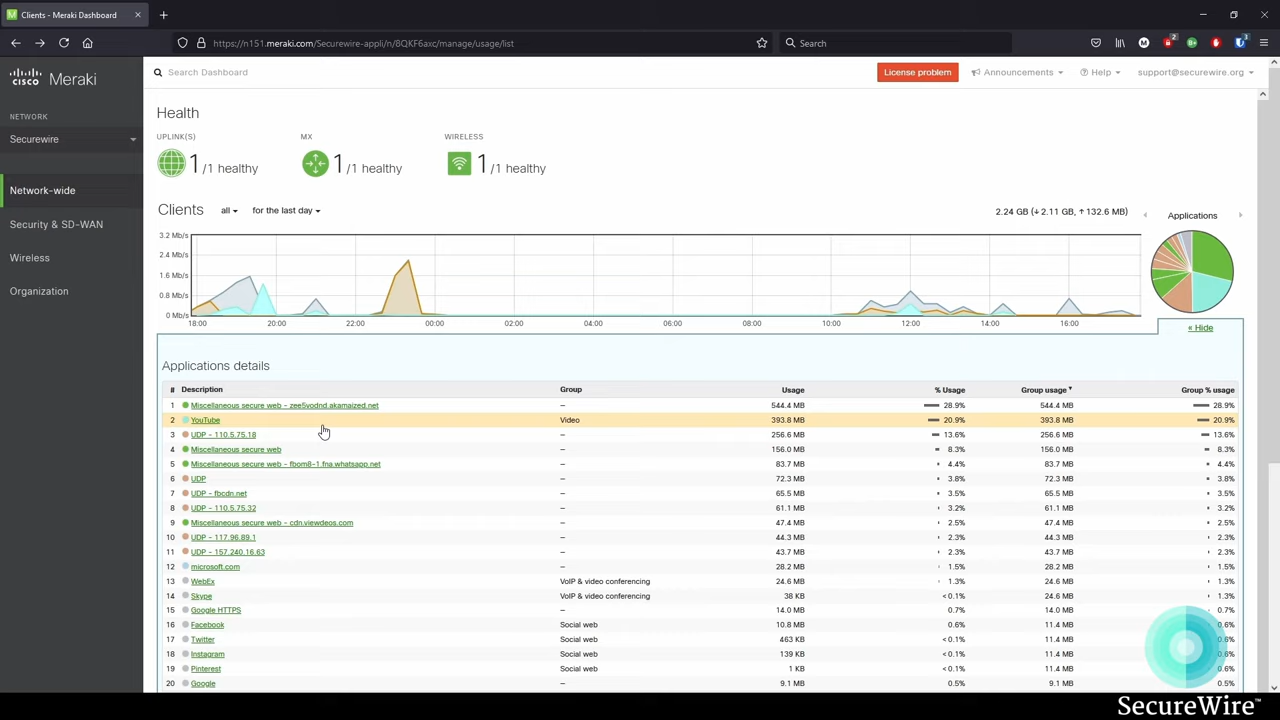 Clients - Meraki Dashboard
https://n151.meraki.com/Securewire-appli/n/8QKF6axc/manage/usage/list
Search
2
3
cisco Meraki
Search Dashboard
License problem
Announcements
Help
support@securewire.org
NETWORK
Securewire
Network-wide
Security & SD-WAN
Wireless
Organization
Health
UPLINK(S) MX WIRELESS
1 /1 healthy 1 /1 healthy 1 /1 healthy
Clients all for the last day
2.24 GB (↓ 2.11 GB, ↑ 132.6 MB)
Applications
3.2 Mb/s
2.4 Mb/s
1.6 Mb/s
0.8 Mb/s
0 Mb/s
18:00 20:00 22:00 00:00 02:00 04:00 06:00 08:00 10:00 12:00 14:00 16:00
« Hide
Applications details
# Description Group Usage % Usage Group usage Group % usage
1 Miscellaneous secure web - zee5vodnd.akamaized.net – 544.4 MB 28.9% 544.4 MB 28.9%
2 YouTube Video 393.8 MB 20.9% 393.8 MB 20.9%
3 UDP - 110.5.75.18 – 256.6 MB 13.6% 256.6 MB 13.6%
4 Miscellaneous secure web – 156.0 MB 8.3% 156.0 MB 8.3%
5 Miscellaneous secure web - fbom8-1.fna.whatsapp.net – 83.7 MB 4.4% 83.7 MB 4.4%
6 UDP – 72.3 MB 3.8% 72.3 MB 3.8%
7 UDP - fbcdn.net – 65.5 MB 3.5% 65.5 MB 3.5%
8 UDP - 110.5.75.32 – 61.1 MB 3.2% 61.1 MB 3.2%
9 Miscellaneous secure web - cdn.viewdeos.com – 47.4 MB 2.5% 47.4 MB 2.5%
10 UDP - 117.96.89.1 – 44.3 MB 2.3% 44.3 MB 2.3%
11 UDP - 157.240.16.63 – 43.7 MB 2.3% 43.7 MB 2.3%
12 microsoft.com – 28.2 MB 1.5% 28.2 MB 1.5%
13 WebEx VoIP & video conferencing 24.6 MB 1.3% 24.6 MB 1.3%
14 Skype VoIP & video conferencing 38 KB < 0.1% 24.6 MB 1.3%
15 Google HTTPS – 14.0 MB 0.7% 14.0 MB 0.7%
16 Facebook Social web 10.8 MB 0.6% 11.4 MB 0.6%
17 Twitter Social web 463 KB < 0.1% 11.4 MB 0.6%
18 Instagram Social web 139 KB < 0.1% 11.4 MB 0.6%
19 Pinterest Social web 1 KB < 0.1% 11.4 MB 0.6%
20 Google – 9.1 MB 0.5% 9.1 MB 0.5%
SecureWire™